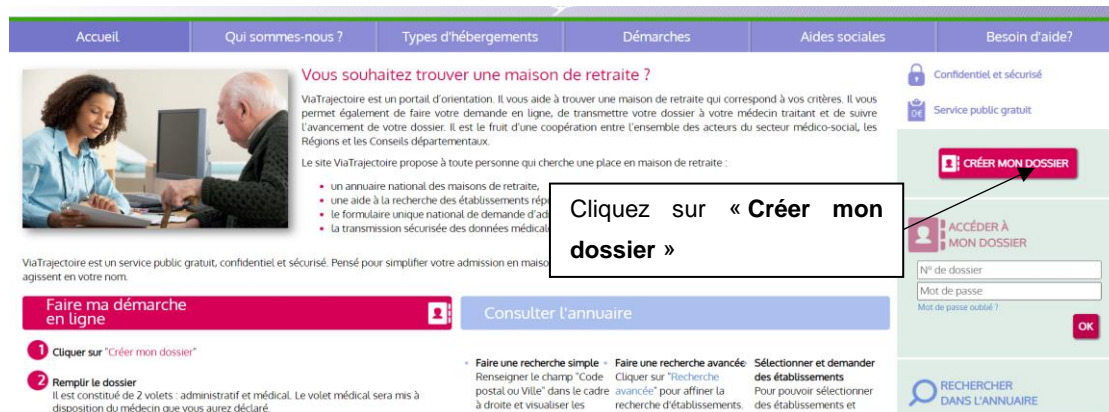 Accueil
Qui sommes-nous ?
Types d'hébergements
Démarches
Aides sociales
Besoin d'aide?
Vous souhaitez trouver une maison de retraite ?
ViaTrajectoire est un portail d'orientation. Il vous aide à trouver une maison de retraite qui correspond à vos critères. Il vous
permet également de faire votre demande en ligne, de transmettre votre dossier à votre médecin traitant et de suivre
l'avancement de votre dossier. Il est le fruit d'une coopération entre l'ensemble des acteurs du secteur médico-social, les
Régions et les Conseils départementaux.
Le site ViaTrajectoire propose à toute personne qui cherche une place en maison de retraite :
• un annuaire national des maisons de retraite,
• une aide à la recherche des établissements
• le formulaire unique national de demande
• la transmission sécurisée des données
ViaTrajectoire est un service public gratuit, confidentiel et sécurisé. Pensé pour simplifier votre admission en
agissent en votre nom.
Cliquez sur « Créer mon
dossier »
Confidentiel et sécurisé
Service public gratuit
CRÉER MON DOSSIER
ACCÉDER À
MON DOSSIER
N° de dossier
Mot de passe
Mot de passe oublié ?
OK
RECHERCHER
DANS L'ANNUAIRE
Faire ma démarche
en ligne
1 Cliquer sur "Créer mon dossier"
2 Remplir le dossier
Il est constitué de 2 volets : administratif et médical. Le volet médical sera mis à
disposition du médecin que vous aurez déclaré.
Consulter l'annuaire
Faire une recherche simple
Renseigner le champ "Code
postal ou Ville" dans le cadre
à droite et visualiser les
Faire une recherche avancée
Cliquer sur "Recherche
avancée" pour affiner la
recherche d'établissements.
Sélectionner et demander
des établissements
Pour pouvoir sélectionner
des établissements et